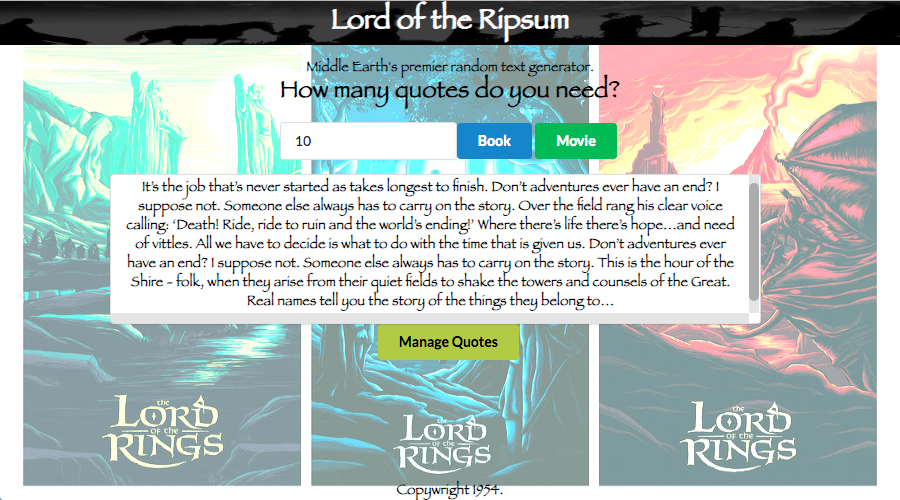 Lord of the Ripsum
Middle Earth's premier random text generator.
How many quotes do you need?
10
Book
Movie
It's the job that's never started as takes longest to finish. Don't adventures ever have an end? I
suppose not. Someone else always has to carry on the story. Over the field rang his clear voice
calling: ‘Death! Ride, ride to ruin and the world's ending!’ Where there's life there's hope…and need
of vittles. All we have to decide is what to do with the time that is given us. Don't adventures ever
have an end? I suppose not. Someone else always has to carry on the story. This is the hour of the
Shire - folk, when they arise from their quiet fields to shake the towers and counsels of the Great.
Real names tell you the story of the things they belong to…
Manage Quotes
the
LORD
OF THE
RINGS
the
LORD
OF THE
RINGS
the
LORD
OF THE
RINGS
Copywright 1954.